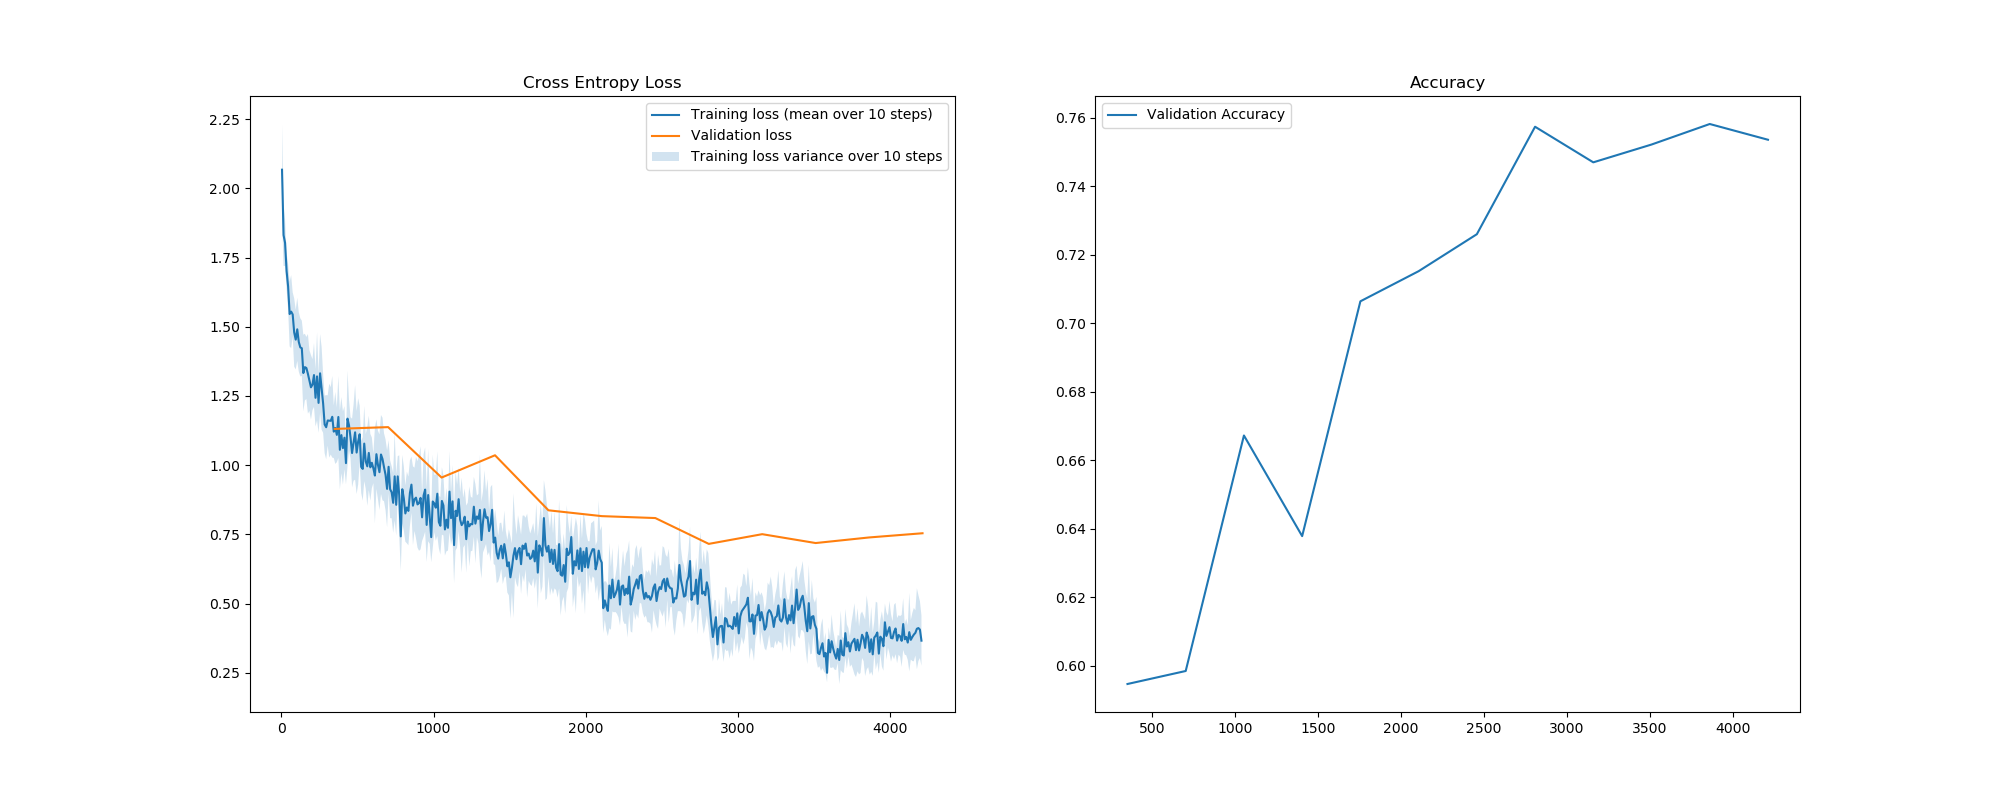 Cross Entropy Loss
Training loss (mean over 10 steps)
Validation loss
Training loss variance over 10 steps
2.25
2.00
1.75
1.50
1.25
1.00
0.75
0.50
0.25
0 1000 2000 3000 4000
Accuracy
Validation Accuracy
0.76
0.74
0.72
0.70
0.68
0.66
0.64
0.62
0.60
500 1000 1500 2000 2500 3000 3500 4000